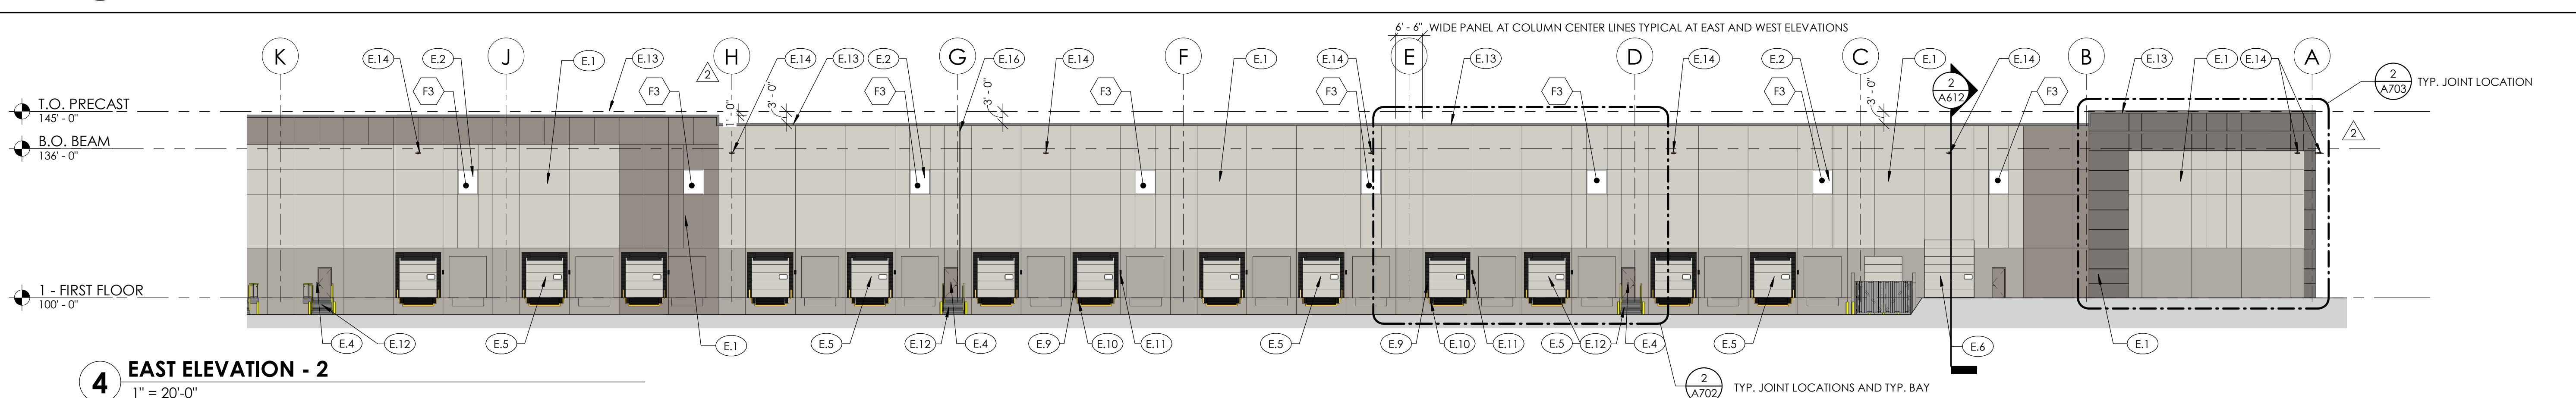 6' - 6" WIDE PANEL AT COLUMN CENTER LINES TYPICAL AT EAST AND WEST ELEVATIONS
K E.14 E.2 J E.1 E.13 H E.14 E.13 E.2 G E.16 E.14 F E.1 E.14 E E.13 D E.14 E.2 C E.1 E.14 B E.13 E.1 E.14 A
2
F3 F3 F3 F3 F3 F3 F3 F3
2
A612
2
A703
TYP. JOINT LOCATION
1' - 0" 3' - 0" 3' - 0" 3' - 0"
T.O. PRECAST
145' - 0"
B.O. BEAM
136' - 0"
2
1 - FIRST FLOOR
100' - 0"
E.4 E.12 E.5 E.1 E.5 E.12 E.4 E.9 E.10 E.11 E.5 E.9 E.10 E.11 E.5 E.12 E.4 E.5 E.6 E.1
4 EAST ELEVATION - 2
1" = 20'-0"
2
A702
TYP. JOINT LOCATIONS AND TYP. BAY